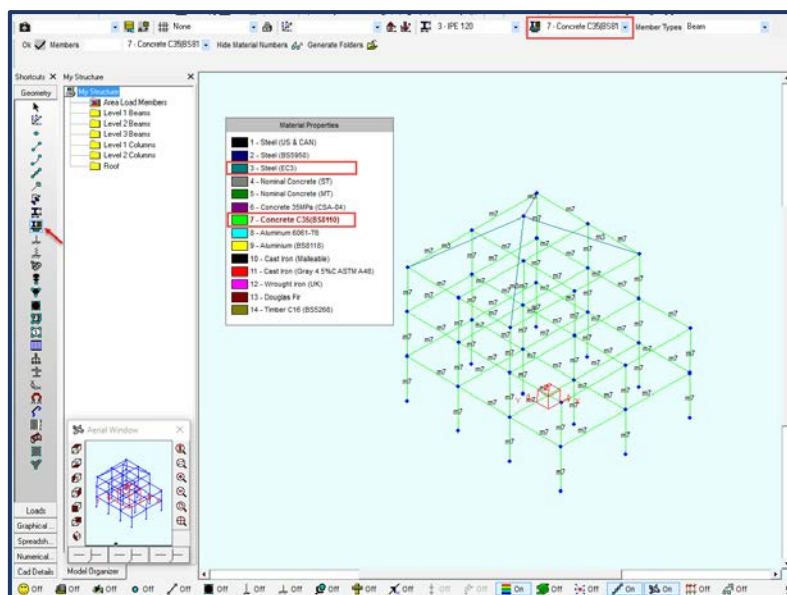 None
3 - IPE 120
7 - Concrete C35(BS81
Member Types
Beam
Ok
Members
7 - Concrete C35(BS81
Hide Material Numbers
Generate Folders
Shortcuts
My Structure
Geometry
My Structure
Area Load Members
Level 1 Beams
Level 2 Beams
Level 3 Beams
Level 1 Columns
Level 2 Columns
Roof
Material Properties
1 - Steel (US & CAN)
2 - Steel (BS5950)
3 - Steel (EC3)
4 - Nominal Concrete (ST)
5 - Nominal Concrete (MT)
6 - Concrete 35MPa (CSA-04)
7 - Concrete C35(BS8110)
8 - Aluminum 6061-T6
9 - Aluminium (BS8118)
10 - Cast Iron (Malleable)
11 - Cast Iron (Gray 4.5%C ASTM A48)
12 - Wrought Iron (UK)
13 - Douglas Fir
14 - Timber C16 (BS5268)
m7
m3
Aerial Window
Loads
Graphical ...
Spreadsh...
Numerical...
Cad Details
Model Organizer
Off Off Off Off Off Off Off Off Off Off Off Off Off On Off Off On On Off Off